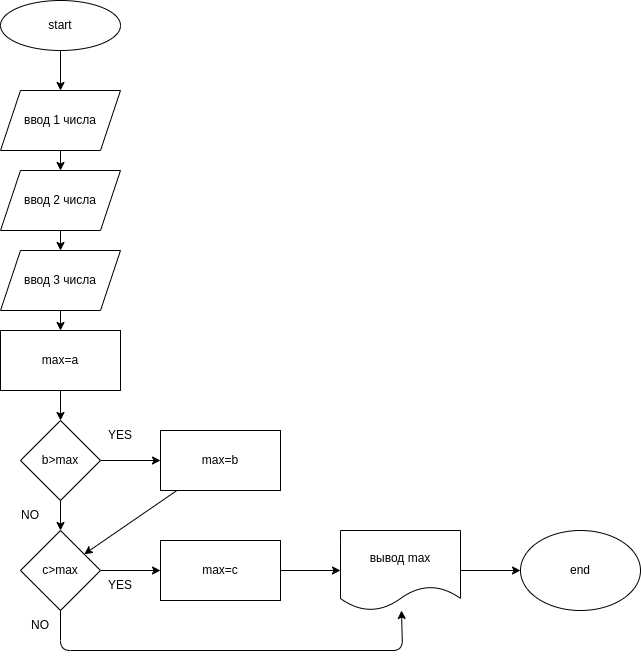 start
ввод 1 числа
ввод 2 числа
ввод 3 числа
max=a
YES
b>max
max=b
NO
вывод max
c>max
YES
max=c
end
NO